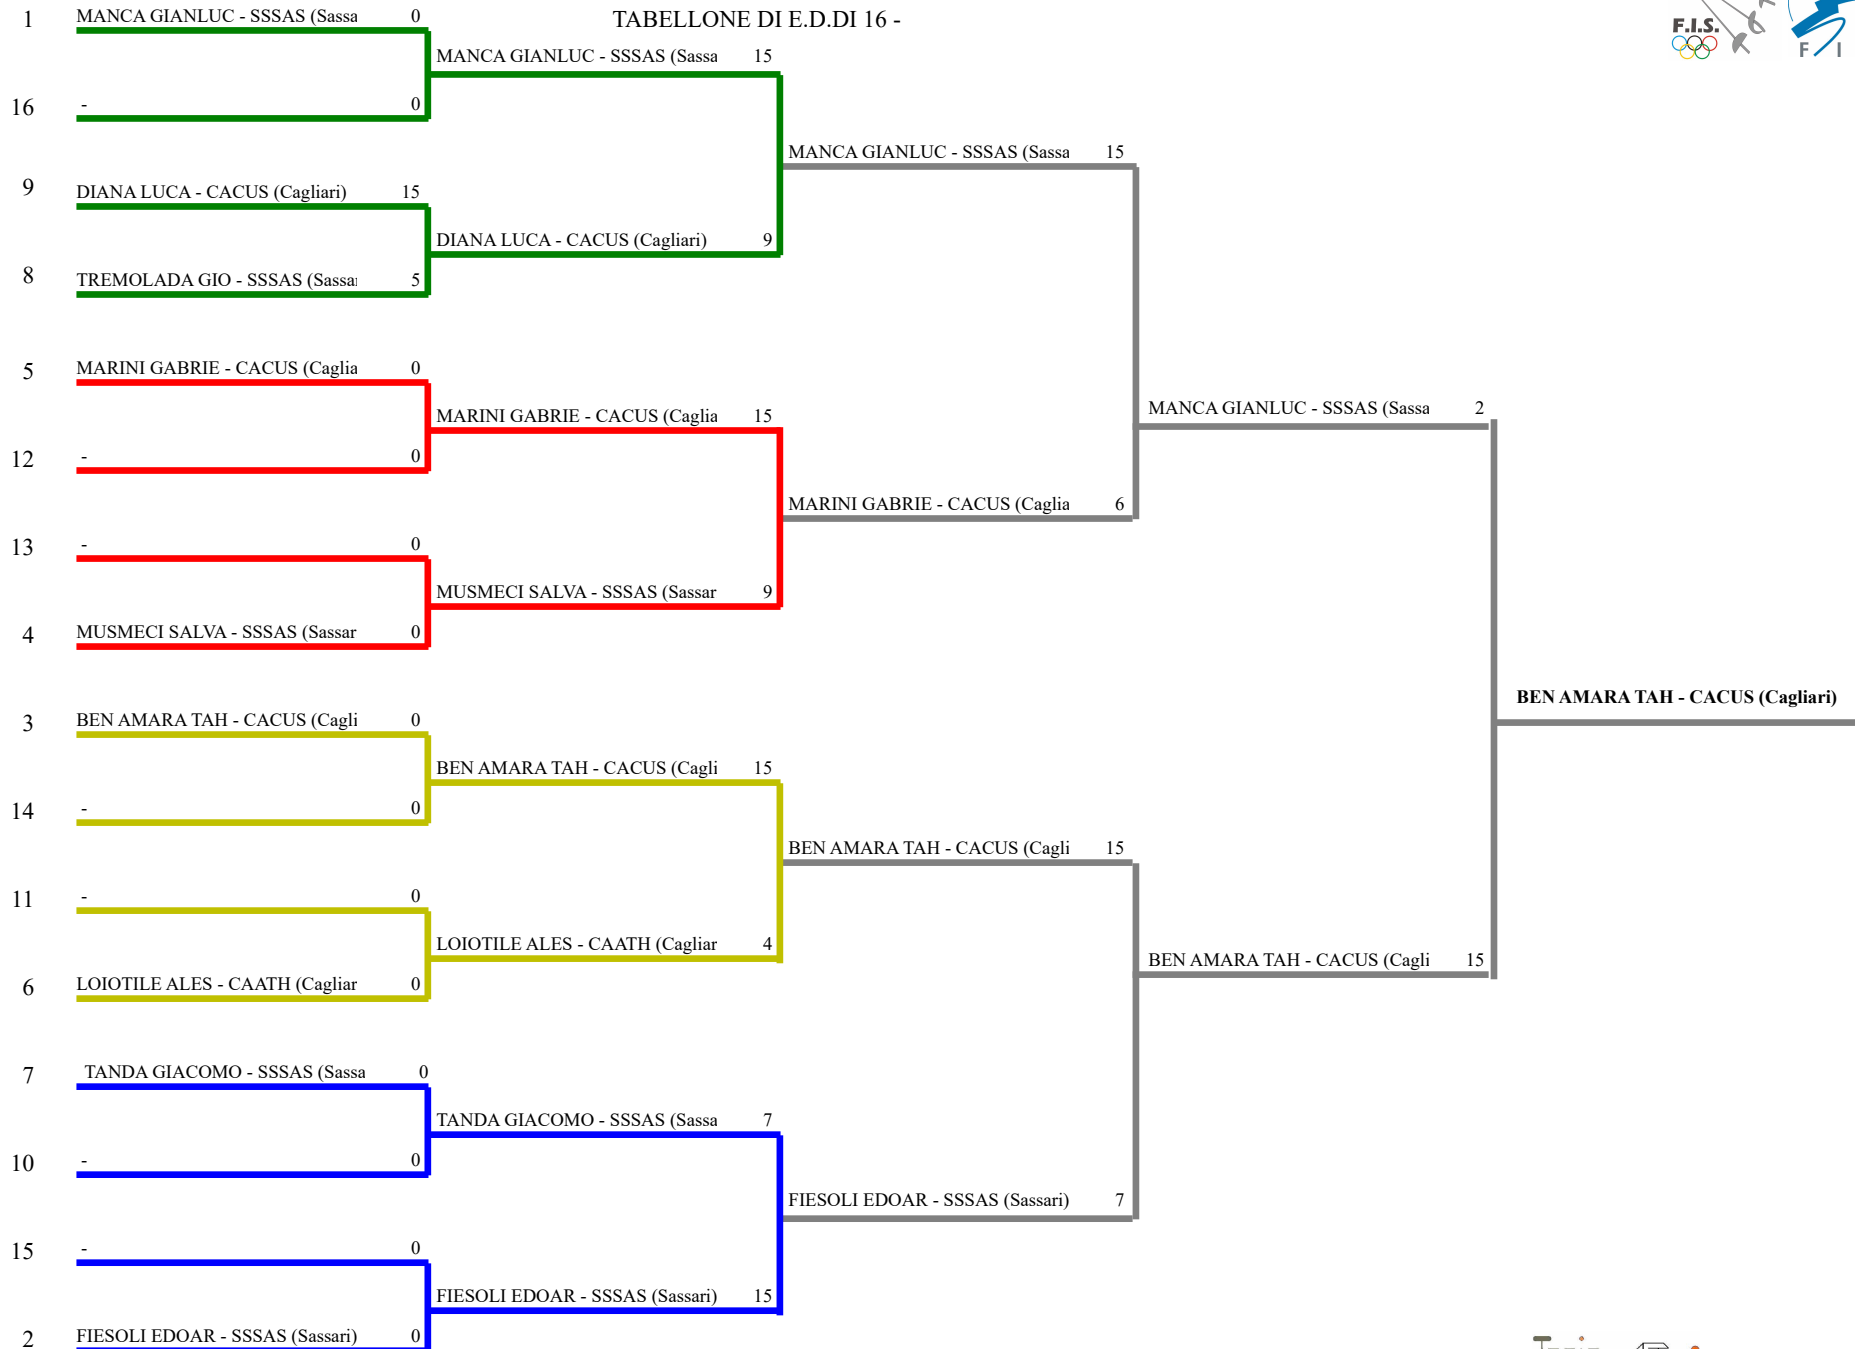 TABELLONE DI E.D.DI 16 -
F.I.S.
F I
1 MANCA GIANLUC - SSSAS (Sassa 0
MANCA GIANLUC - SSSAS (Sassa 15
16 - 0
MANCA GIANLUC - SSSAS (Sassa 15
9 DIANA LUCA - CACUS (Cagliari) 15
DIANA LUCA - CACUS (Cagliari) 9
8 TREMOLADA GIO - SSSAS (Sassa 5
5 MARINI GABRIE - CACUS (Caglia 0
MANCA GIANLUC - SSSAS (Sassa 2
MARINI GABRIE - CACUS (Caglia 15
12 - 0
MARINI GABRIE - CACUS (Caglia 6
13 - 0
MUSMECI SALVA - SSSAS (Sassar 9
4 MUSMECI SALVA - SSSAS (Sassar 0
BEN AMARA TAH - CACUS (Cagliari)
3 BEN AMARA TAH - CACUS (Cagli 0
BEN AMARA TAH - CACUS (Cagli 15
14 - 0
BEN AMARA TAH - CACUS (Cagli 15
11 - 0
LOIOTILE ALES - CAATH (Cagliar 4
BEN AMARA TAH - CACUS (Cagli 15
6 LOIOTILE ALES - CAATH (Cagliar 0
7 TANDA GIACOMO - SSSAS (Sassa 0
TANDA GIACOMO - SSSAS (Sassa 7
10 - 0
FIESOLI EDOAR - SSSAS (Sassari) 7
15 - 0
FIESOLI EDOAR - SSSAS (Sassari) 15
2 FIESOLI EDOAR - SSSAS (Sassari) 0